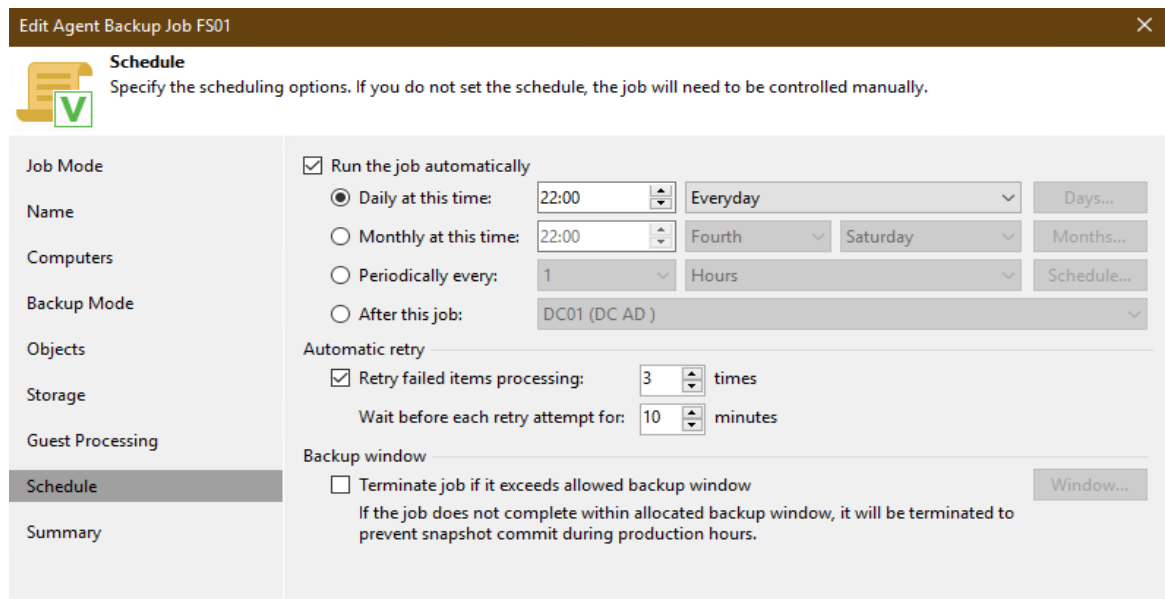 Edit Agent Backup Job FS01
Schedule
Specify the scheduling options. If you do not set the schedule, the job will need to be controlled manually.
V
Job Mode
Name
Computers
Backup Mode
Objects
Storage
Guest Processing
Schedule
Summary
Run the job automatically
Daily at this time: 22:00 Everyday Days...
Monthly at this time: 22:00 Fourth Saturday Months...
Periodically every: 1 Hours Schedule...
After this job: DC01 (DC AD )
Automatic retry
Retry failed items processing: 3 times
Wait before each retry attempt for: 10 minutes
Backup window
Terminate job if it exceeds allowed backup window Window...
If the job does not complete within allocated backup window, it will be terminated to
prevent snapshot commit during production hours.